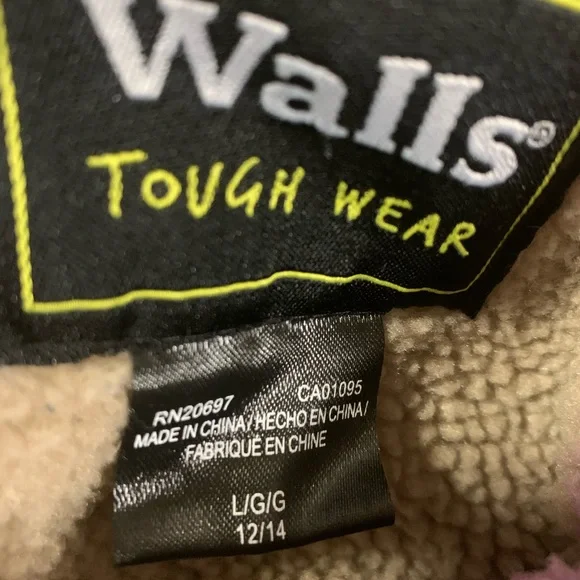 Walls®
TOUGH WEAR
RN20697 CA01095
MADE IN CHINA/HECHO EN CHINA/
FABRIQUÉ EN CHINE
L/G/G
12/14